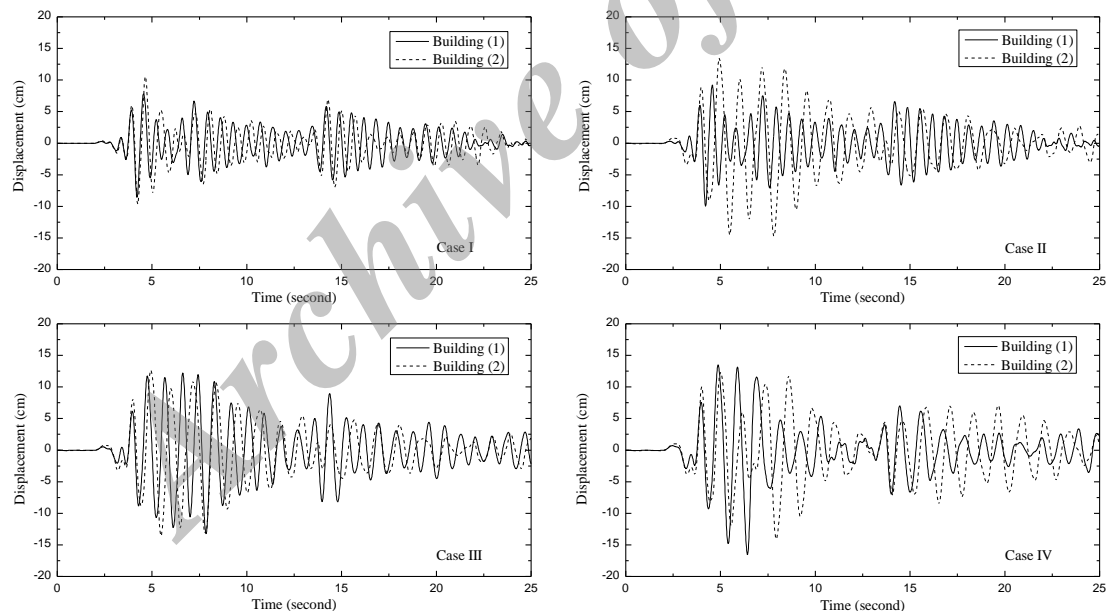 20
15
10
5
0
-5
-10
-15
-20
Displacement (cm)
Building (1)
Building (2)
Case I
0 5 10 15 20 25
Time (second)
20
15
10
5
0
-5
-10
-15
-20
Displacement (cm)
Building (1)
Building (2)
Case II
0 5 10 15 20 25
Time (second)
20
15
10
5
0
-5
-10
-15
-20
Displacement (cm)
Building (1)
Building (2)
Case III
0 5 10 15 20 25
Time (second)
20
15
10
5
0
-5
-10
-15
-20
Displacement (cm)
Building (1)
Building (2)
Case IV
0 5 10 15 20 25
Time (second)
Archive of